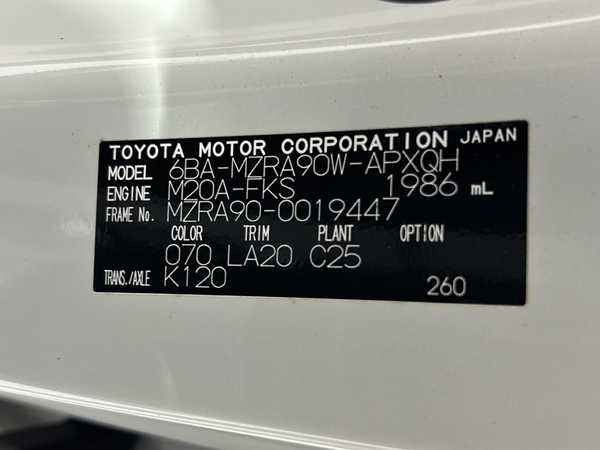 TOYOTA MOTOR CORPORATION JAPAN
MODEL 6BA-MZRA90W-APXQH
ENGINE M20A-FKS 1986 mL
FRAME No. MZRA90-0019447
COLOR TRIM PLANT OPTION
070 LA20 C25
TRANS./AXLE K120 260